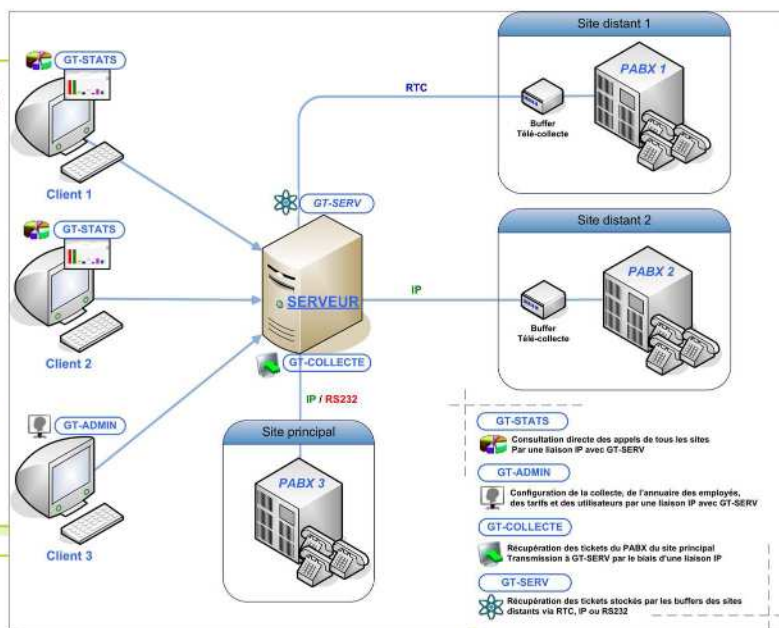 Site distant 1
GT-STATS
PABX 1
RTC
Buffer
Télé-collecte
Client 1
GT-SERV
Site distant 2
GT-STATS
PABX 2
SERVEUR
IP
Buffer
Télé-collecte
Client 2
GT-COLLECTE
IP / RS232
GT-ADMIN
Site principal
PABX 3
Client 3
GT-STATS
Consultation directe des appels de tous les sites
Par une liaison IP avec GT-SERV
GT-ADMIN
Configuration de la collecte, de l'annuaire des employés,
des tarifs et des utilisateurs par une liaison IP avec GT-SERV
GT-COLLECTE
Récupération des tickets du PABX du site principal
Transmission à GT-SERV par le biais d'une liaison IP
GT-SERV
Récupération des tickets stockés par les buffers des sites
distants via RTC, IP ou RS232